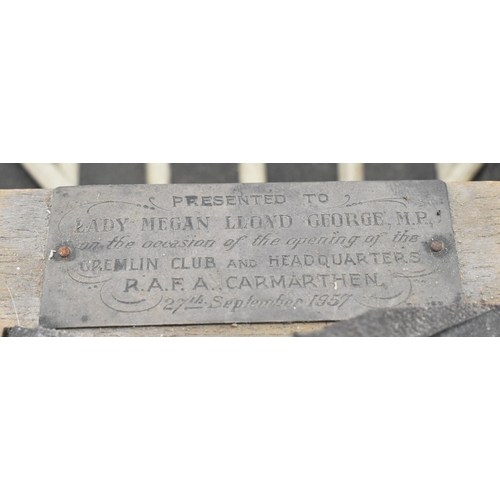 PRESENTED TO
LADY MEGAN LLOYD GEORGE, M.P.
on the occasion of the opening of the
GREMLIN CLUB AND HEADQUARTERS
R.A.F.A. CARMARTHEN.
27th September 1957